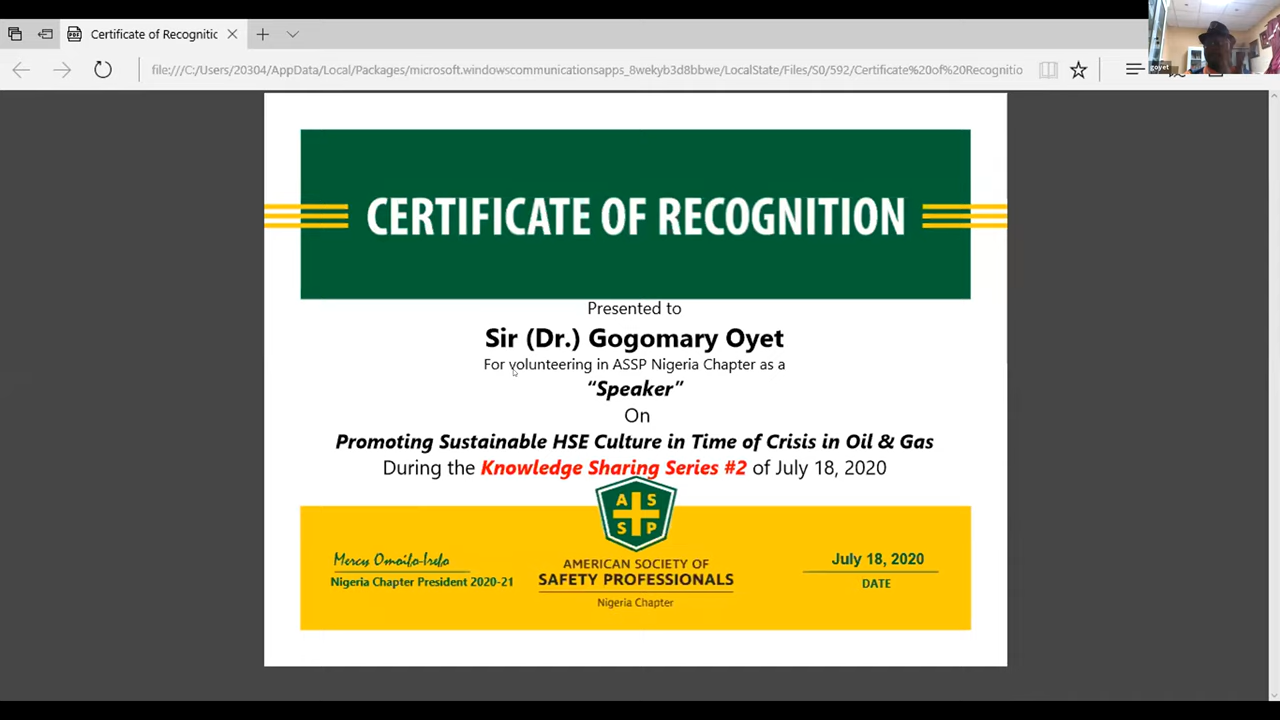 Certificate of Recognitic
file:///C:/Users/20304/AppData/Local/Packages/microsoft.windowscommunicationsapps_8wekyb3d8bbwe/LocalState/Files/S0/592/Certificate%20of%20Recognitio
goyet
CERTIFICATE OF RECOGNITION
Presented to
Sir (Dr.) Gogomary Oyet
For volunteering in ASSP Nigeria Chapter as a
“Speaker”
On
Promoting Sustainable HSE Culture in Time of Crisis in Oil & Gas
During the Knowledge Sharing Series #2 of July 18, 2020
A S
S P
Mercy Omoifo-Irefo
Nigeria Chapter President 2020-21
AMERICAN SOCIETY OF
SAFETY PROFESSIONALS
Nigeria Chapter
July 18, 2020
DATE